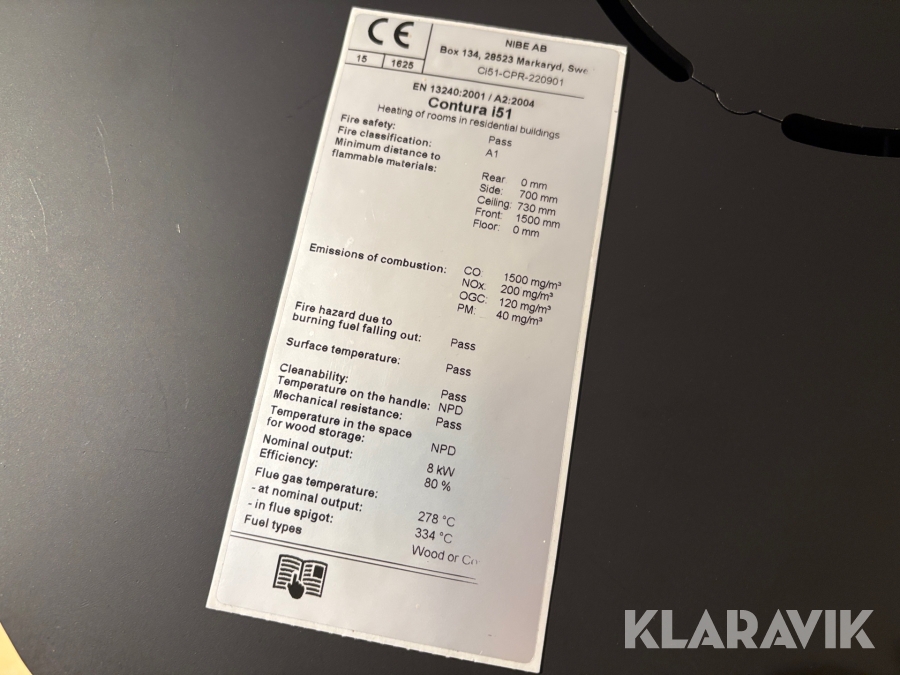 CE
NIBE AB
Box 134, 28523 Markaryd,
15 1625
Ci51-CPR-220901
EN 13240:2001 / A2:2004
Contura i51
Heating of rooms in residential buildings
Fire safety: Pass
Fire classification: A1
Minimum distance to
flammable materials:
Rear 0 mm
Side: 700 mm
Ceiling: 730 mm
Front: 1500 mm
Floor: 0 mm
Emissions of combustion:
CO: 1500 mg/m³
NOx: 200 mg/m³
OGC: 120 mg/m³
PM: 40 mg/m³
Fire hazard due to
burning fuel falling out: Pass
Surface temperature: Pass
Cleanability: Pass
Temperature on the handle: NPD
Mechanical resistance: Pass
Temperature in the space
for wood storage: NPD
Nominal output: 8 kW
Efficiency: 80 %
Flue gas temperature:
- at nominal output: 278 °C
- in flue spigot: 334 °C
Fuel types Wood or
KLARAVIK